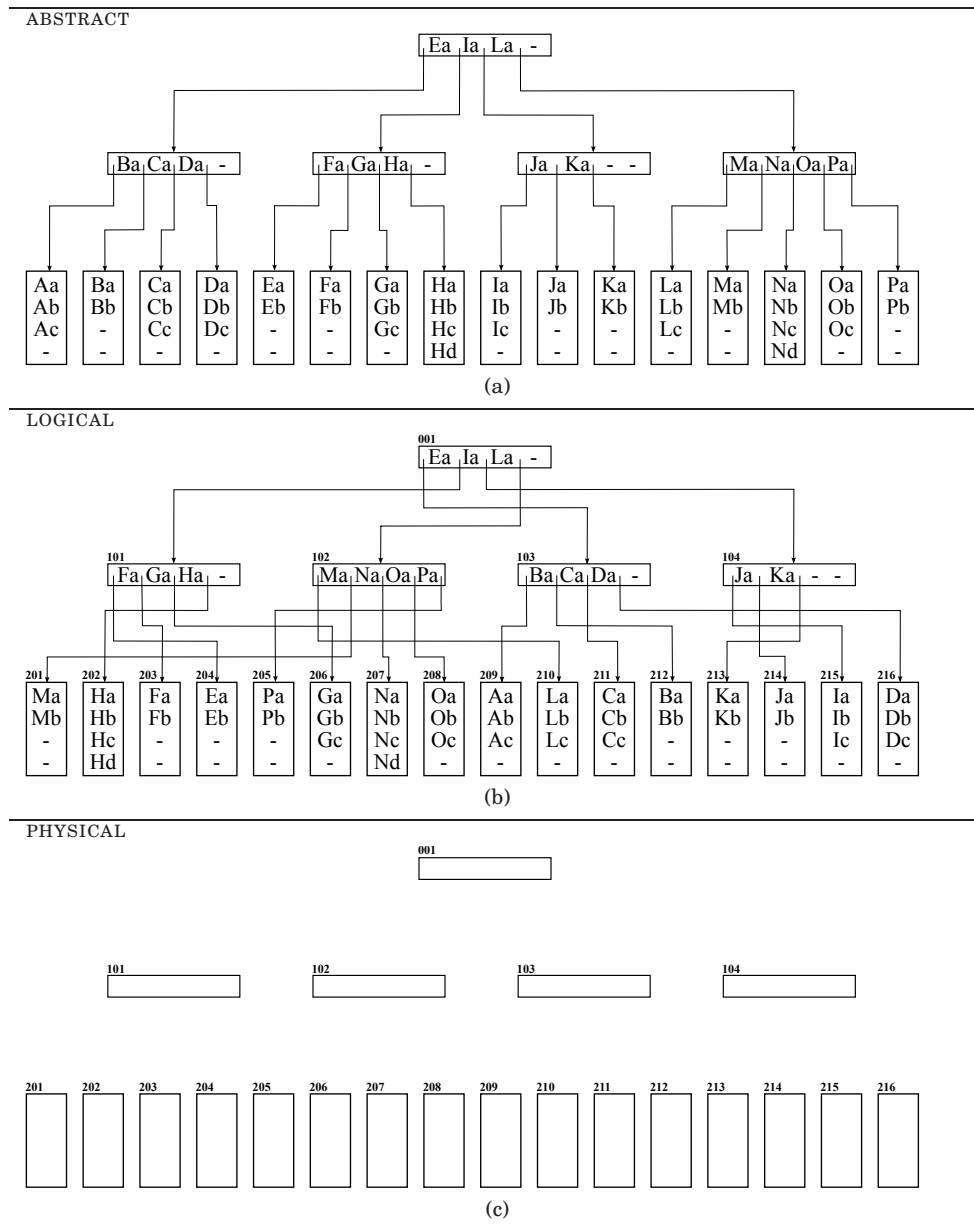 ABSTRACT
Ea Ia La -
Ba Ca Da -
Fa Ga Ha -
Ja Ka - -
Ma Na Oa Pa
Aa Ba Ca Da Ea Fa Ga Ha Ia Ja Ka La Ma Na Oa Pa
Ab Bb Cb Db Eb Fb Gb Hb Ib Jb Kb Lb Mb Nb Ob Pb
Ac - Cc Dc - - Gc Hc Ic - - Lc - Nc Oc -
- - - - - - - Hd - - - - - Nd - -
(a)
LOGICAL
001
Ea Ia La -
101 102 103 104
Fa Ga Ha -
Ma Na Oa Pa
Ba Ca Da -
Ja Ka - -
201 202 203 204 205 206 207 208 209 210 211 212 213 214 215 216
Ma Ha Fa Ea Pa Ga Na Oa Aa La Ca Ba Ka Ja Ia Da
Mb Hb Fb Eb Pb Gb Nb Ob Ab Lb Cb Bb Kb Jb Ib Db
- Hc - - - Gc Nc Oc Ac Lc Cc - - - Ic Dc
- Hd - - - - Nd - - - - - - - - -
(b)
PHYSICAL
001
101 102 103 104
201 202 203 204 205 206 207 208 209 210 211 212 213 214 215 216
(c)